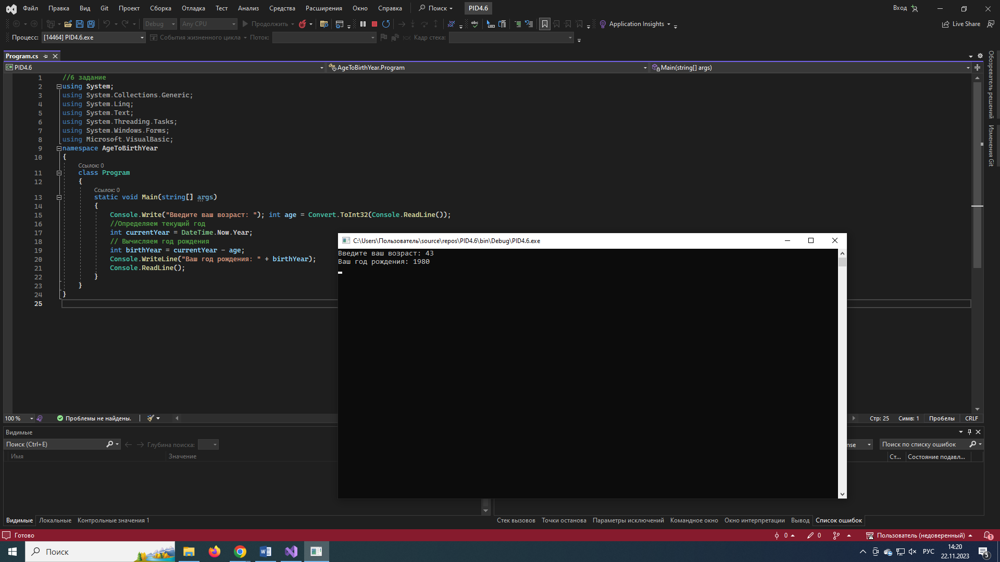 Файл Правка Вид Git Проект Сборка Отладка Тест Анализ Средства Расширения Окно Справка Поиск PID4.6 Вход
Debug Any CPU Продолжить Application Insights Live Share
Процесс: [14464] PID4.6.exe События жизненного цикла Поток: Кадр стека:
Program.cs
PID4.6 AgeToBirthYear.Program Main(string[] args)
Обозреватель решений
Изменения Git
1 //6 задание
2 using System;
3 using System.Collections.Generic;
4 using System.Linq;
5 using System.Text;
6 using System.Threading.Tasks;
7 using System.Windows.Forms;
8 using Microsoft.VisualBasic;
9 namespace AgeToBirthYear
10 {
Ссылок: 0
11 class Program
12 {
Ссылок: 0
13 static void Main(string[] args)
14 {
15 Console.Write("Введите ваш возраст: "); int age = Convert.ToInt32(Console.ReadLine());
16 //Определяем текущий год
17 int currentYear = DateTime.Now.Year;
18 // Вычисляем год рождения
19 int birthYear = currentYear - age;
20 Console.WriteLine("Ваш год рождения: " + birthYear);
21 Console.ReadLine();
22 }
23 }
24 }
25
C:\Users\Пользователь\source\repos\PID4.6\bin\Debug\PID4.6.exe
Введите ваш возраст: 43
Ваш год рождения: 1980
100 % Проблемы не найдены. Стр: 25 Симв: 1 Пробелы CRLF
Видимые
Поиск (Ctrl+E) Глубина поиска: nse Поиск по списку ошибок
Имя Значение Ст... Состояние подавл...
Видимые Локальные Контрольные значения 1 Стек вызовов Точки останова Параметры исключений Командное окно Окно интерпретации Вывод Список ошибок
Готово 0 0 Пользователь (недоверенный) 1
Поиск РУС 14:20
22.11.2023 5